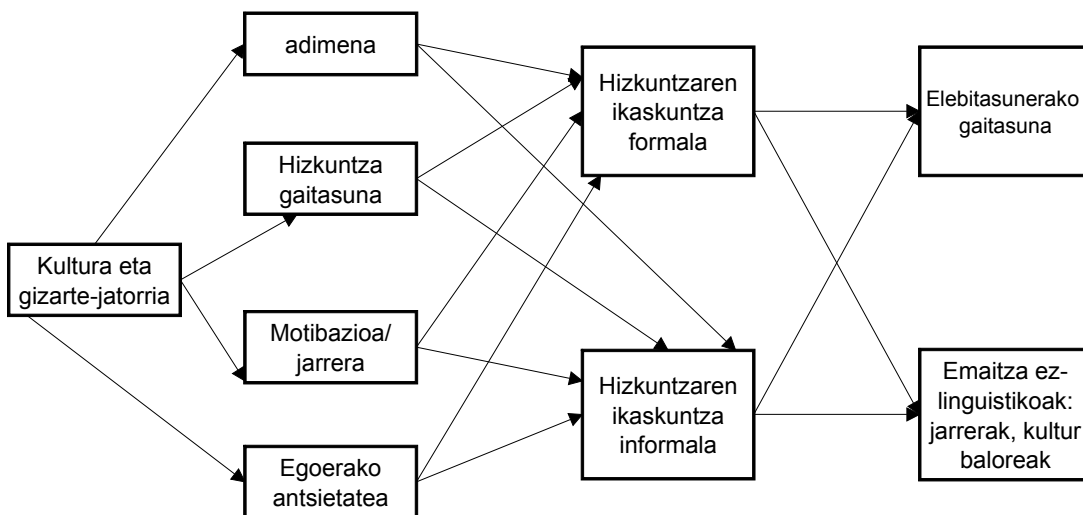 Kultura eta
gizarte-jatorria
adimena
Hizkuntza
gaitasuna
Motibazioa/
jarrera
Egoerako
antsietatea
Hizkuntzaren
ikaskuntza
formala
Hizkuntzaren
ikaskuntza
informala
Elebitasunerako
gaitasuna
Emaitza ez-
linguistikoak:
jarrerak, kultur
baloreak